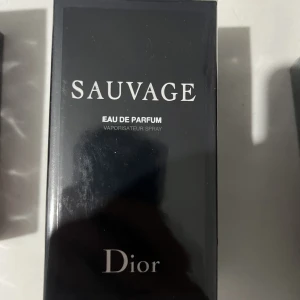 SAUVAGE
EAU DE PARFUM
VAPORISATEUR SPRAY
Dior